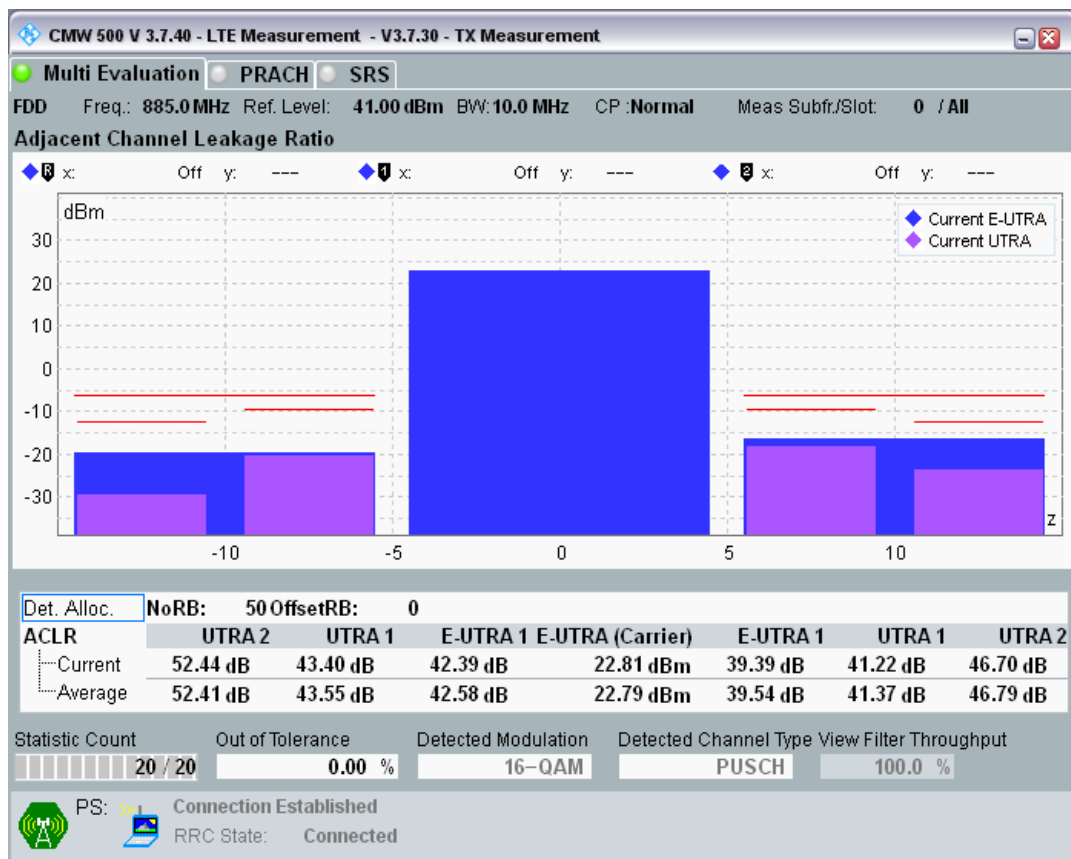 CMW 500 V 3.7.40 - LTE Measurement - V3.7.30 - TX Measurement
Multi Evaluation PRACH SRS
FDD Freq.: 885.0 MHz Ref. Level: 41.00 dBm BW: 10.0 MHz CP :Normal Meas Subfr./Slot: 0 / All
Adjacent Channel Leakage Ratio
R x: Off y: --- 1 x: Off y: --- 2 x: Off y: ---
dBm
Current E-UTRA
Current UTRA
30
20
10
0
-10
-20
-30
z
-10 -5 0 5 10
Det. Alloc. NoRB: 50 OffsetRB: 0
ACLR UTRA 2 UTRA 1 E-UTRA 1 E-UTRA (Carrier) E-UTRA 1 UTRA 1 UTRA 2
Current 52.44 dB 43.40 dB 42.39 dB 22.81 dBm 39.39 dB 41.22 dB 46.70 dB
Average 52.41 dB 43.55 dB 42.58 dB 22.79 dBm 39.54 dB 41.37 dB 46.79 dB
Statistic Count Out of Tolerance Detected Modulation Detected Channel Type View Filter Throughput
20 / 20 0.00 % 16-QAM PUSCH 100.0 %
PS: Connection Established
RRC State: Connected